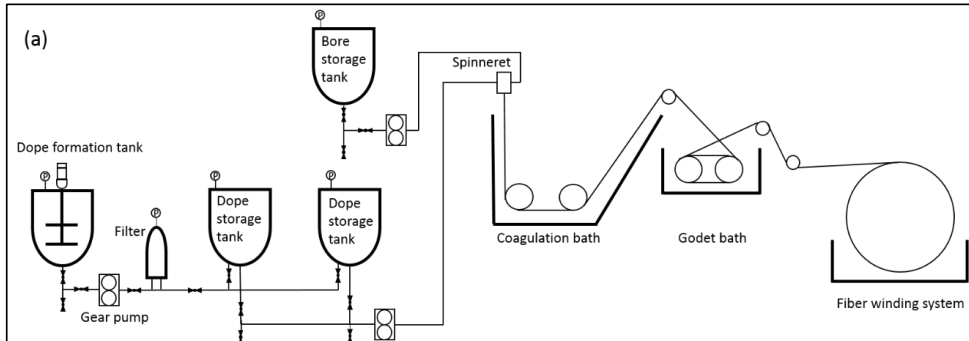 (a)
P
Bore
storage
tank
Spinneret
Dope formation tank
P
P
P
P
Filter
Dope
storage
tank
Dope
storage
tank
Gear pump
Coagulation bath
Godet bath
Fiber winding system